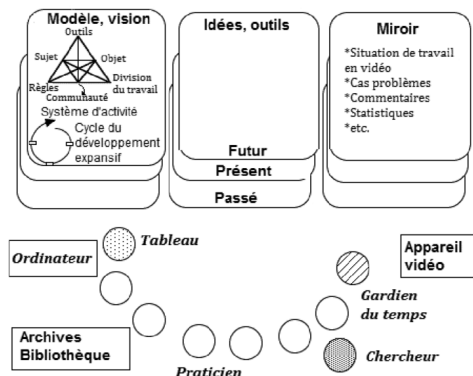 Modèle, vision
Outils
Sujet
Objet
Règles
Division
du travail
Communauté
Système d'activité
Cycle du
développement
expansif
Idées, outils
Futur
Présent
Passé
Miroir
*Situation de travail
en vidéo
*Cas problèmes
*Commentaires
*Statistiques
*etc.
Ordinateur
Tableau
Appareil
vidéo
Gardien
du temps
Archives
Bibliothèque
Praticien
Chercheur